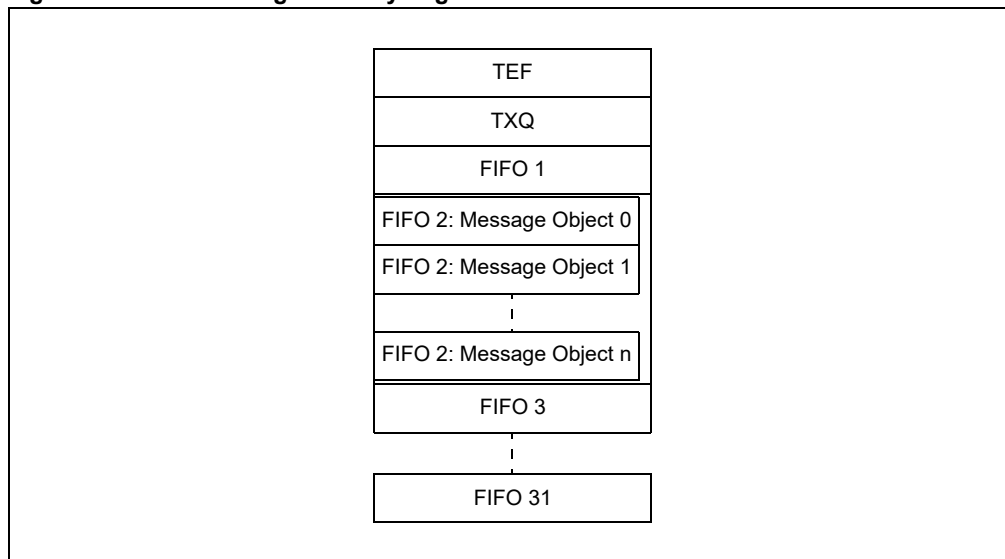 TEF
TXQ
FIFO 1
FIFO 2: Message Object 0
FIFO 2: Message Object 1
FIFO 2: Message Object n
FIFO 3
FIFO 31